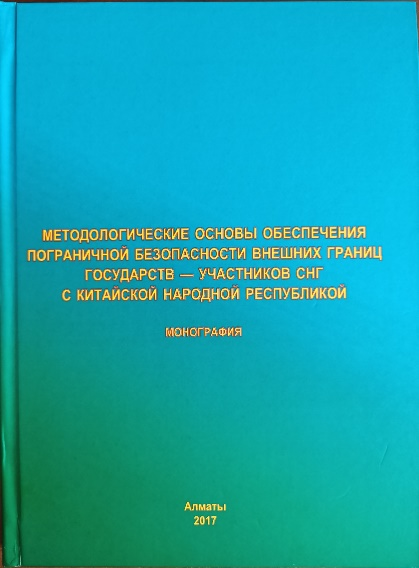 МЕТОДОЛОГИЧЕСКИЕ ОСНОВЫ ОБЕСПЕЧЕНИЯ
ПОГРАНИЧНОЙ БЕЗОПАСНОСТИ ВНЕШНИХ ГРАНИЦ
ГОСУДАРСТВ — УЧАСТНИКОВ СНГ
С КИТАЙСКОЙ НАРОДНОЙ РЕСПУБЛИКОЙ
МОНОГРАФИЯ
Алматы
2017